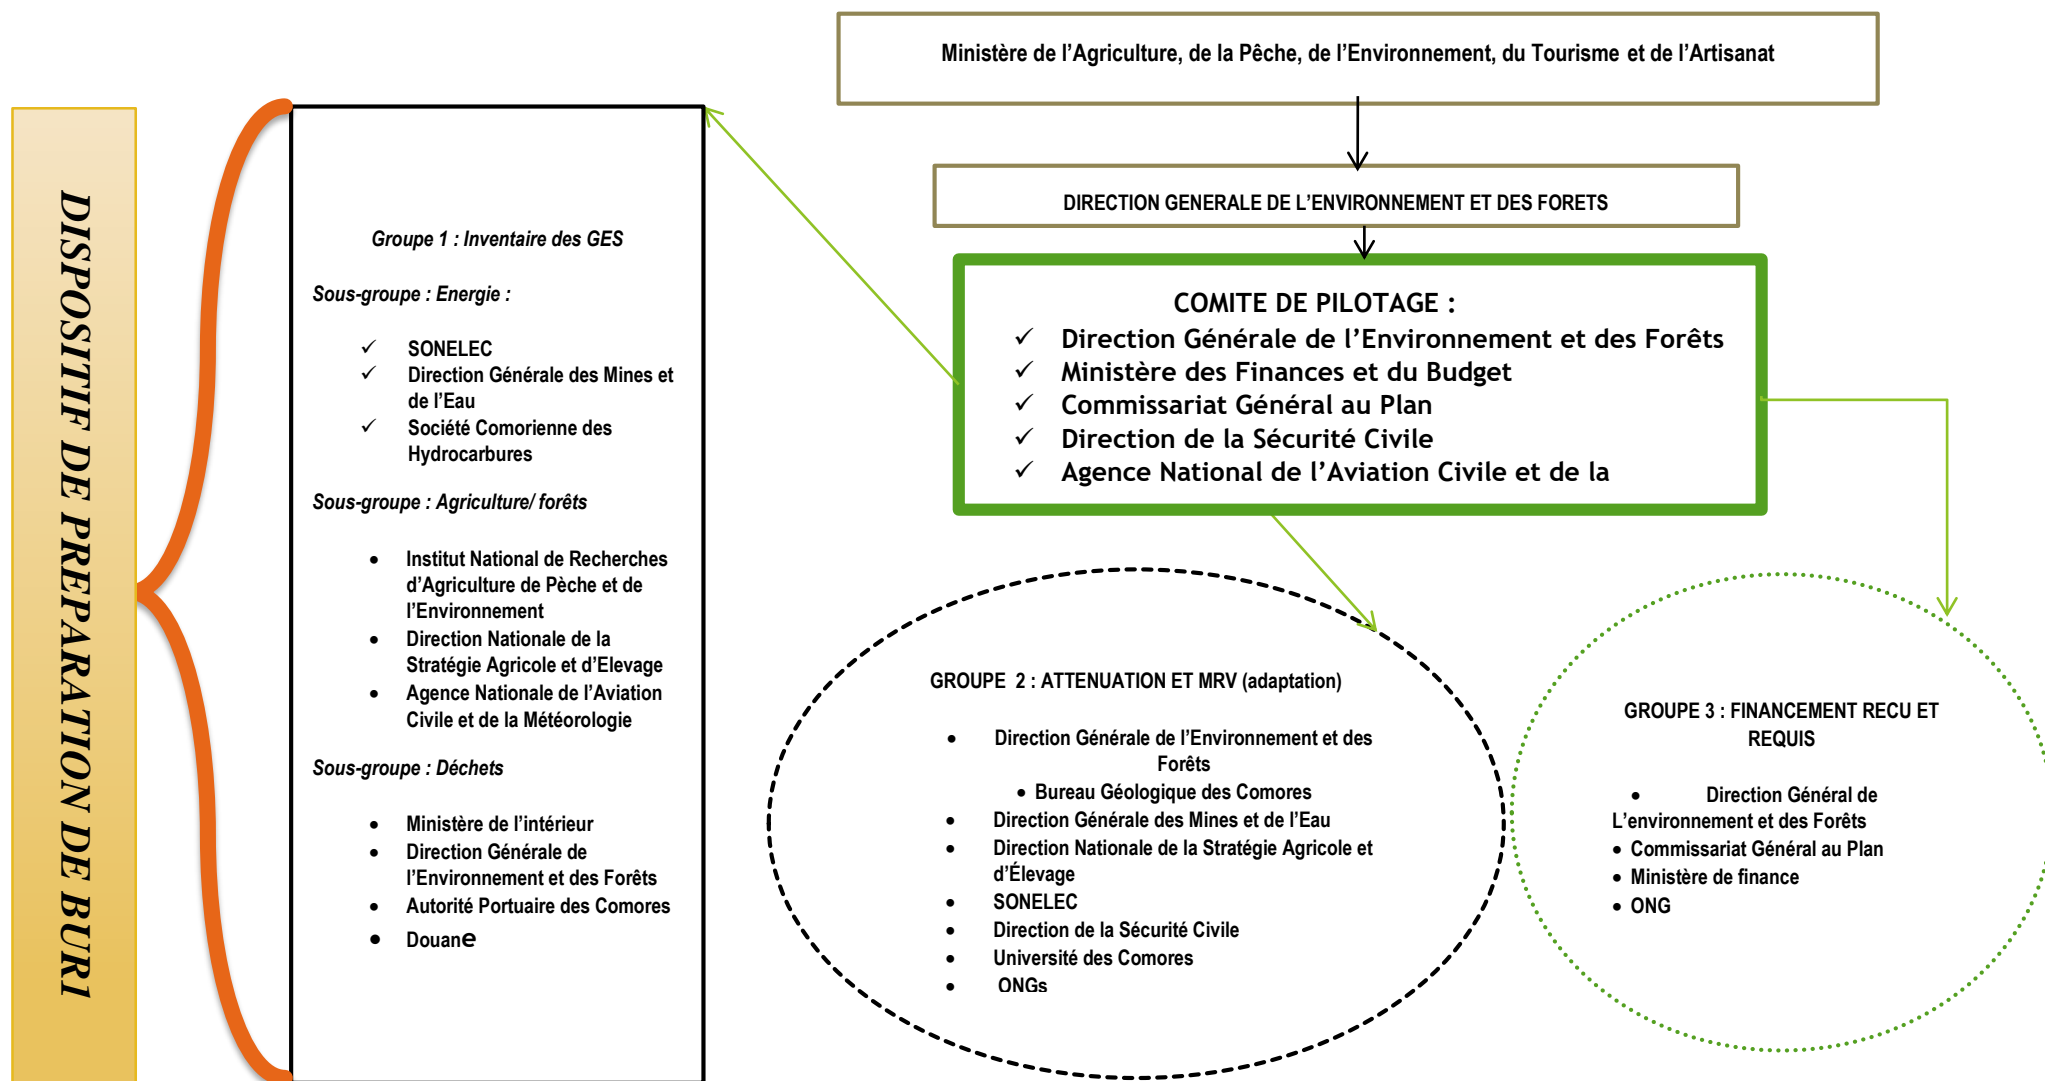 DISPOSITIF DE PREPARATION DE BURI
Ministère de l’Agriculture, de la Pêche, de l’Environnement, du Tourisme et de l’Artisanat
DIRECTION GENERALE DE L’ENVIRONNEMENT ET DES FORETS
COMITE DE PILOTAGE :
✓ Direction Générale de l’Environnement et des Forêts
✓ Ministère des Finances et du Budget
✓ Commissariat Général au Plan
✓ Direction de la Sécurité Civile
✓ Agence National de l’Aviation Civile et de la
Groupe 1 : Inventaire des GES
Sous-groupe : Energie :
✓ SONELEC
✓ Direction Générale des Mines et
de l’Eau
✓ Société Comorienne des
Hydrocarbures
Sous-groupe : Agriculture/ forêts
• Institut National de Recherches
d’Agriculture de Pèche et de
l’Environnement
• Direction Nationale de la
Stratégie Agricole et d’Elevage
• Agence Nationale de l’Aviation
Civile et de la Météorologie
Sous-groupe : Déchets
• Ministère de l’intérieur
• Direction Générale de
l’Environnement et des Forêts
• Autorité Portuaire des Comores
• Douane
GROUPE 2 : ATTENUATION ET MRV (adaptation)
• Direction Générale de l’Environnement et des
Forêts
• Bureau Géologique des Comores
• Direction Générale des Mines et de l’Eau
• Direction Nationale de la Stratégie Agricole et
d’Élevage
• SONELEC
• Direction de la Sécurité Civile
• Université des Comores
• ONGs
GROUPE 3 : FINANCEMENT RECU ET
REQUIS
• Direction Général de
L’environnement et des Forêts
• Commissariat Général au Plan
• Ministère de finance
• ONG